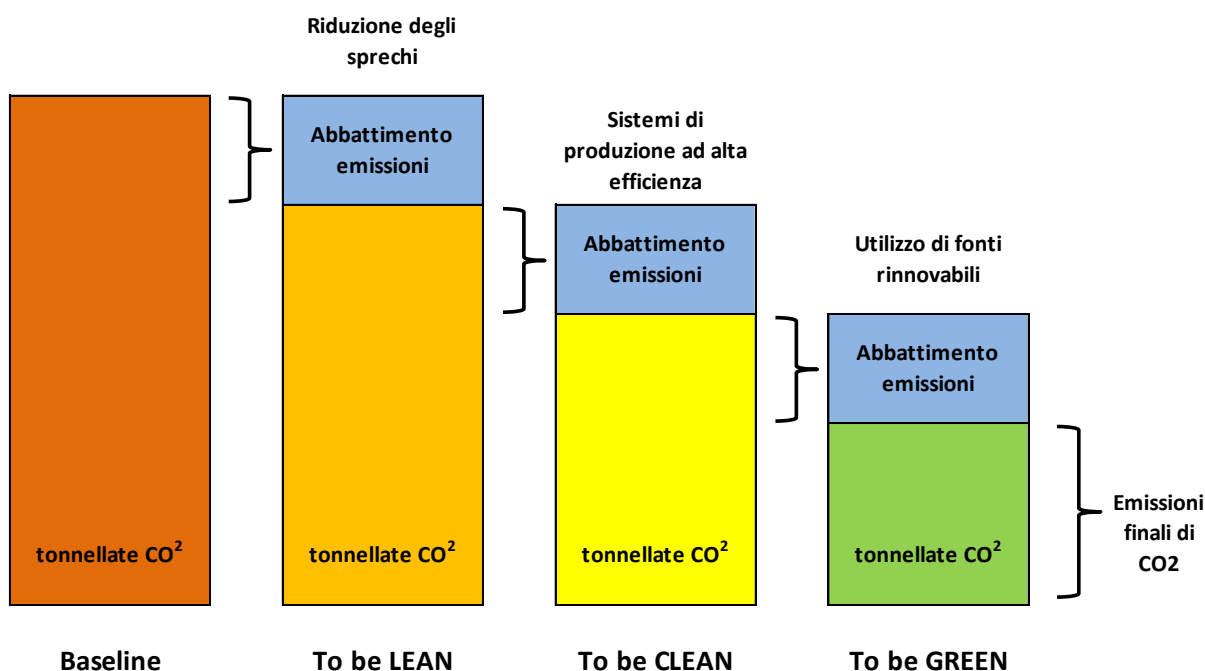 Riduzione degli
sprechi
Abbattimento
emissioni
Sistemi di
produzione ad alta
efficienza
Abbattimento
emissioni
Utilizzo di fonti
rinnovabili
Abbattimento
emissioni
tonnellate CO²
tonnellate CO²
tonnellate CO²
tonnellate CO²
Emissioni
finali di
CO2
Baseline
To be LEAN
To be CLEAN
To be GREEN